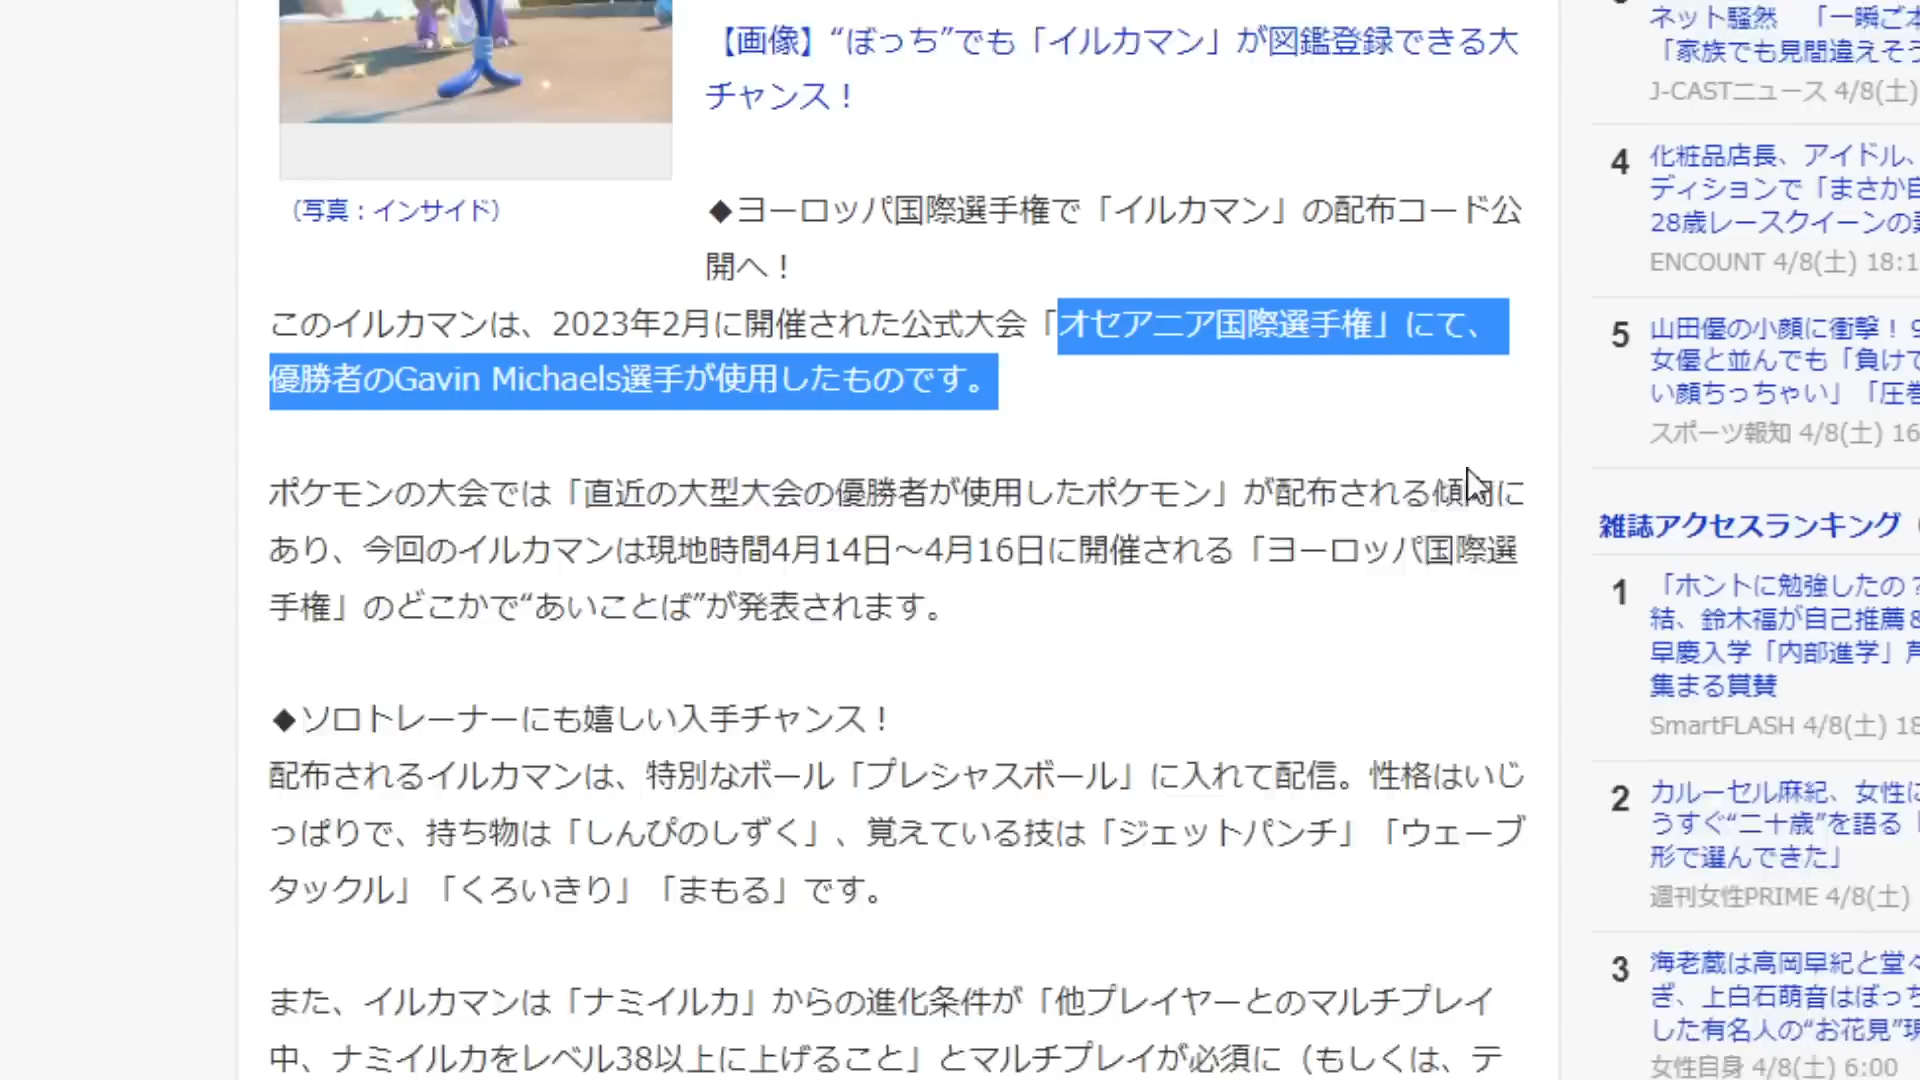 【画像】“ぼっち”でも「イルカマン」が図鑑登録できる大
チャンス！
（写真：インサイド）
◆ヨーロッパ国際選手権で「イルカマン」の配布コード公
開へ！
このイルカマンは、2023年2月に開催された公式大会「オセアニア国際選手権」にて、
優勝者のGavin Michaels選手が使用したものです。
ポケモンの大会では「直近の大型大会の優勝者が使用したポケモン」が配布される傾向に
あり、今回のイルカマンは現地時間4月14日～4月16日に開催される「ヨーロッパ国際選
手権」のどこかで“あいことば”が発表されます。
◆ソロトレーナーにも嬉しい入手チャンス！
配布されるイルカマンは、特別なボール「プレシャスボール」に入れて配信。性格はいじ
っぱりで、持ち物は「しんぴのしずく」、覚えている技は「ジェットパンチ」「ウェーブ
タックル」「くろいきり」「まもる」です。
また、イルカマンは「ナミイルカ」からの進化条件が「他プレイヤーとのマルチプレイ
中、ナミイルカをレベル38以上に上げること」とマルチプレイが必須に（もしくは、テ
ネット騒然　「一瞬ご本
「家族でも見間違えそう
J-CASTニュース 4/8(土)
4
化粧品店長、アイドル、
ディションで「まさか自
28歳レースクイーンの
ENCOUNT 4/8(土) 18:1
5
山田優の小顔に衝撃！
女優と並んでも「負けて
い顔ちっちゃい」「圧巻
スポーツ報知 4/8(土) 16
雑誌アクセスランキング
1
「ホントに勉強したの？
結、鈴木福が自己推薦&
早慶入学「内部進学」芦
集まる賞賛
SmartFLASH 4/8(土) 18
2
カルーセル麻紀、女性に
うすぐ“二十歳”を語る「
形で選んできた」
週刊女性PRIME 4/8(土)
3
海老蔵は高岡早紀と堂々
ぎ、上白石萌音はぼっち
した有名人の“お花見”現
女性自身 4/8(土) 6:00